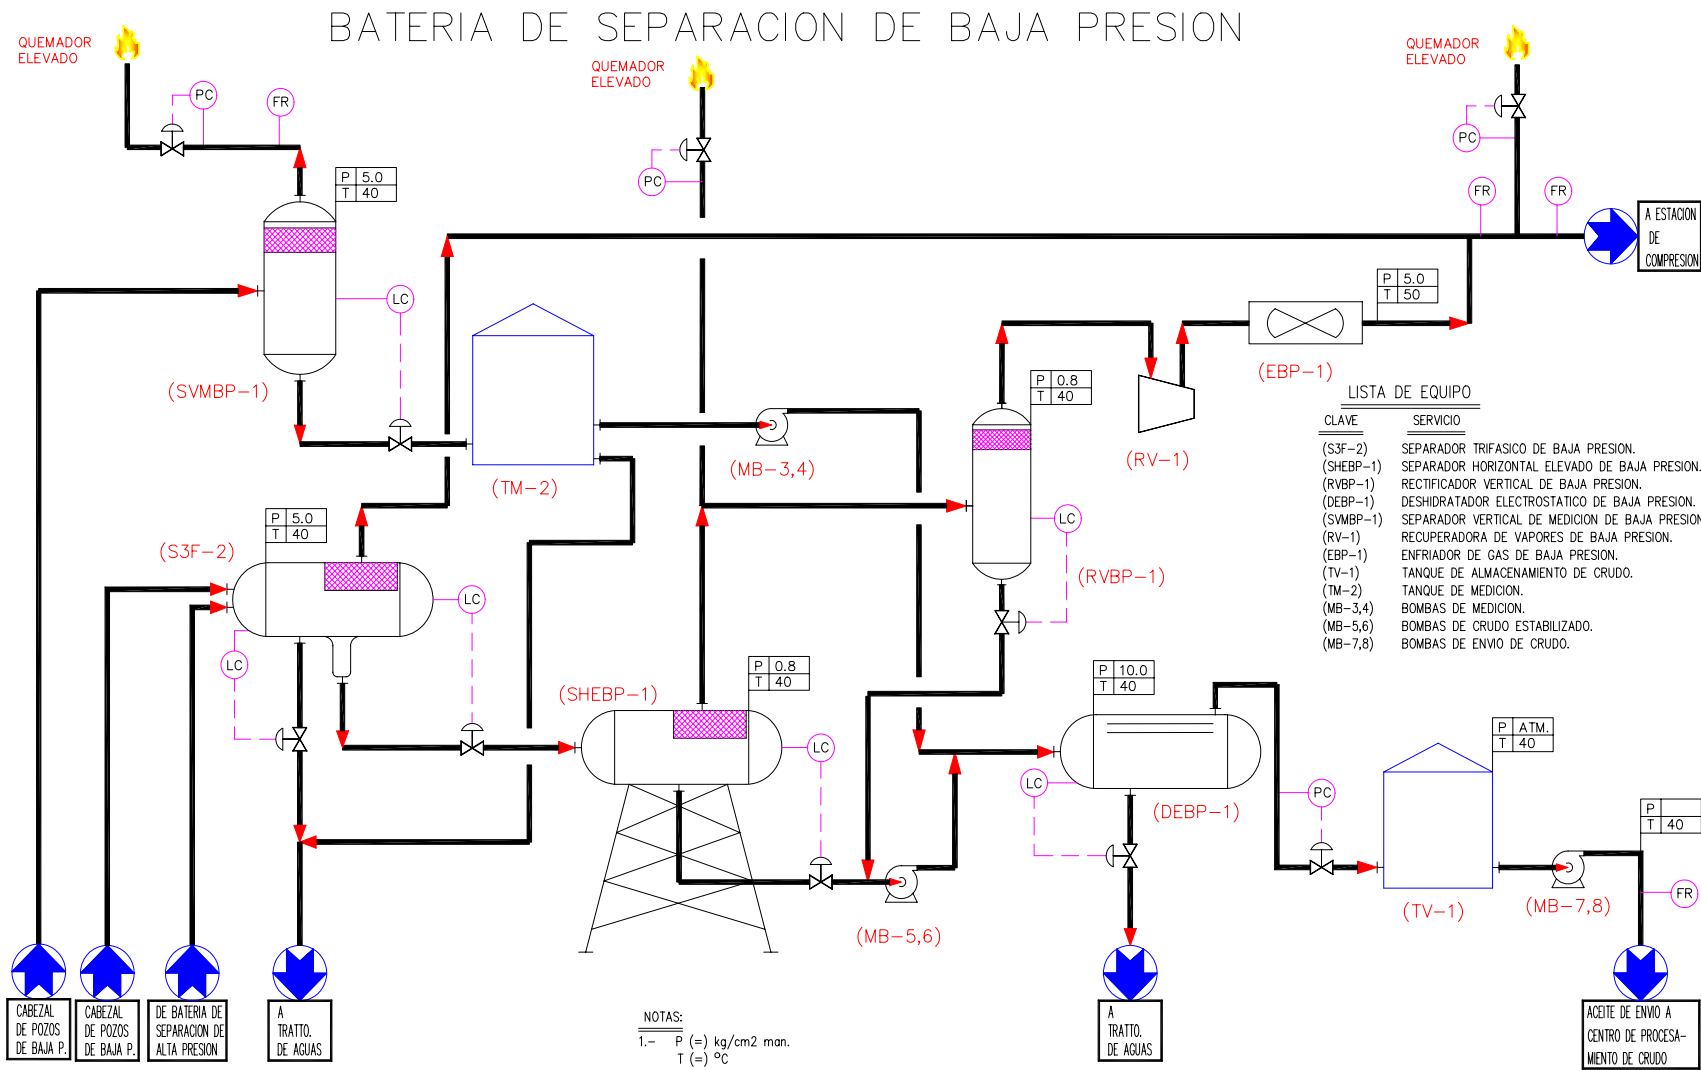 BATERIA DE SEPARACION DE BAJA PRESION
QUEMADOR
ELEVADO
QUEMADOR
ELEVADO
QUEMADOR
ELEVADO
PC
FR
PC
PC
FR
FR
P 5.0
T 40
A ESTACION
DE
COMPRESION
LC
(SVMBP-1)
(TM-2)
(MB-3,4)
P 0.8
T 40
(RV-1)
P 5.0
T 50
(EBP-1)
LISTA DE EQUIPO
CLAVE SERVICIO
(S3F-2) SEPARADOR TRIFASICO DE BAJA PRESION.
(SHEBP-1) SEPARADOR HORIZONTAL ELEVADO DE BAJA PRESION.
(RVBP-1) RECTIFICADOR VERTICAL DE BAJA PRESION.
(DEBP-1) DESHIDRATADOR ELECTROSTATICO DE BAJA PRESION.
(SVMBP-1) SEPARADOR VERTICAL DE MEDICION DE BAJA PRESION
(RV-1) RECUPERADORA DE VAPORES DE BAJA PRESION.
(EBP-1) ENFRIADOR DE GAS DE BAJA PRESION.
(TV-1) TANQUE DE ALMACENAMIENTO DE CRUDO.
(TM-2) TANQUE DE MEDICION.
(MB-3,4) BOMBAS DE MEDICION.
(MB-5,6) BOMBAS DE CRUDO ESTABILIZADO.
(MB-7,8) BOMBAS DE ENVIO DE CRUDO.
P 5.0
T 40
(S3F-2)
LC
LC
LC
(RVBP-1)
(SHEBP-1)
P 0.8
T 40
LC
P 10.0
T 40
LC
(DEBP-1)
PC
P ATM.
T 40
(TV-1)
P
T 40
FR
(MB-7,8)
(MB-5,6)
CABEZAL
DE POZOS
DE BAJA P.
CABEZAL
DE POZOS
DE BAJA P.
DE BATERIA DE
SEPARACION DE
ALTA PRESION
A
TRATTO.
DE AGUAS
NOTAS:
1.- P (=) kg/cm2 man.
T (=) °C
A
TRATTO.
DE AGUAS
ACEITE DE ENVIO A
CENTRO DE PROCESA-
MIENTO DE CRUDO